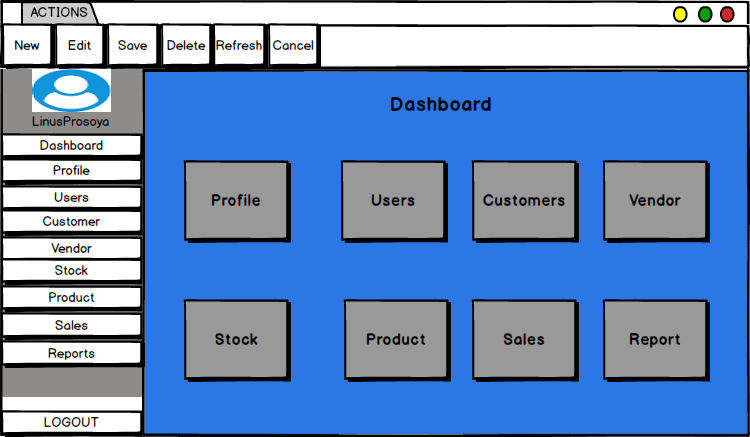 ACTIONS
New Edit Save Delete Refresh Cancel
LinusProsoya
Dashboard
Profile
Users
Customer
Vendor
Stock
Product
Sales
Reports
LOGOUT
Dashboard
Profile Users Customers Vendor
Stock Product Sales Report